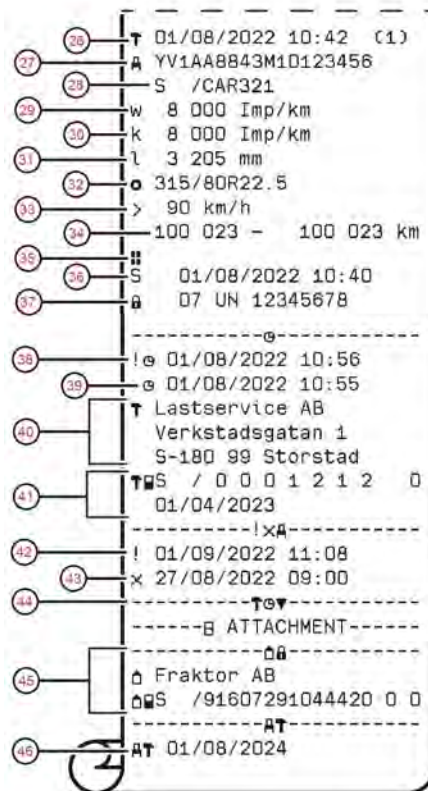 26 01/08/2022 10:42 (1)
27 YV1AA8843M1D123456
28 S /CAR321
29 w 8 000 Imp/km
30 k 8 000 Imp/km
31 l 3 205 mm
32 315/80R22.5
33 > 90 km/h
34 100 023 - 100 023 km
35
36 S 01/08/2022 10:40
37 D7 UN 12345678
38 ! 01/08/2022 10:56
39 01/08/2022 10:55
40 Lastservice AB
Verkstadsgatan 1
S-180 99 Storstad
41 S / 0 0 0 1 2 1 2 0
01/04/2023
! x
42 ! 01/09/2022 11:08
43 x 27/08/2022 09:00
44
ATTACHMENT
45 Fraktor AB
S /91607291044420 0 0
46 01/08/2024